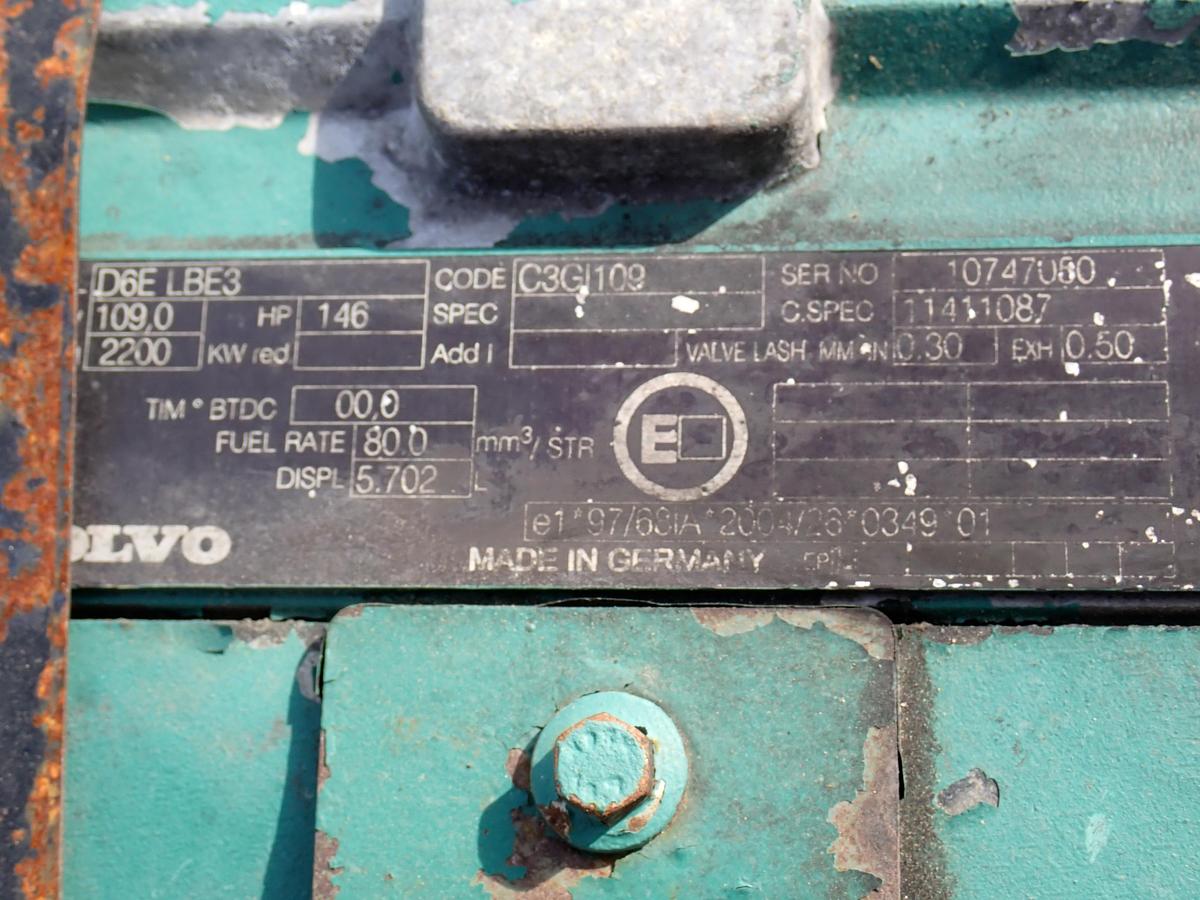 D6E LBE3 CODE C3GI109 SER NO 10747080
109,0 HP 146 SPEC C.SPEC 11411087
2200 KW red Add I VALVE LASH MM IN 0.30 EXH 0.50
TIM ° BTDC 00,0
FUEL RATE 80.0 mm³/ STR
DISPL 5.702 L
E
e1*97/68IA*2004/26*0349*01
OLVO MADE IN GERMANY